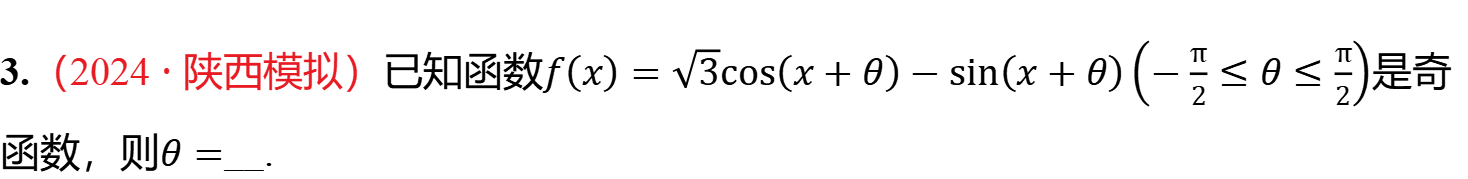 3.（2024 · 陕西模拟）已知函数f(x) = √3cos(x + θ) − sin(x + θ)(−π/2 ≤ θ ≤ π/2)是奇
函数，则θ =__.